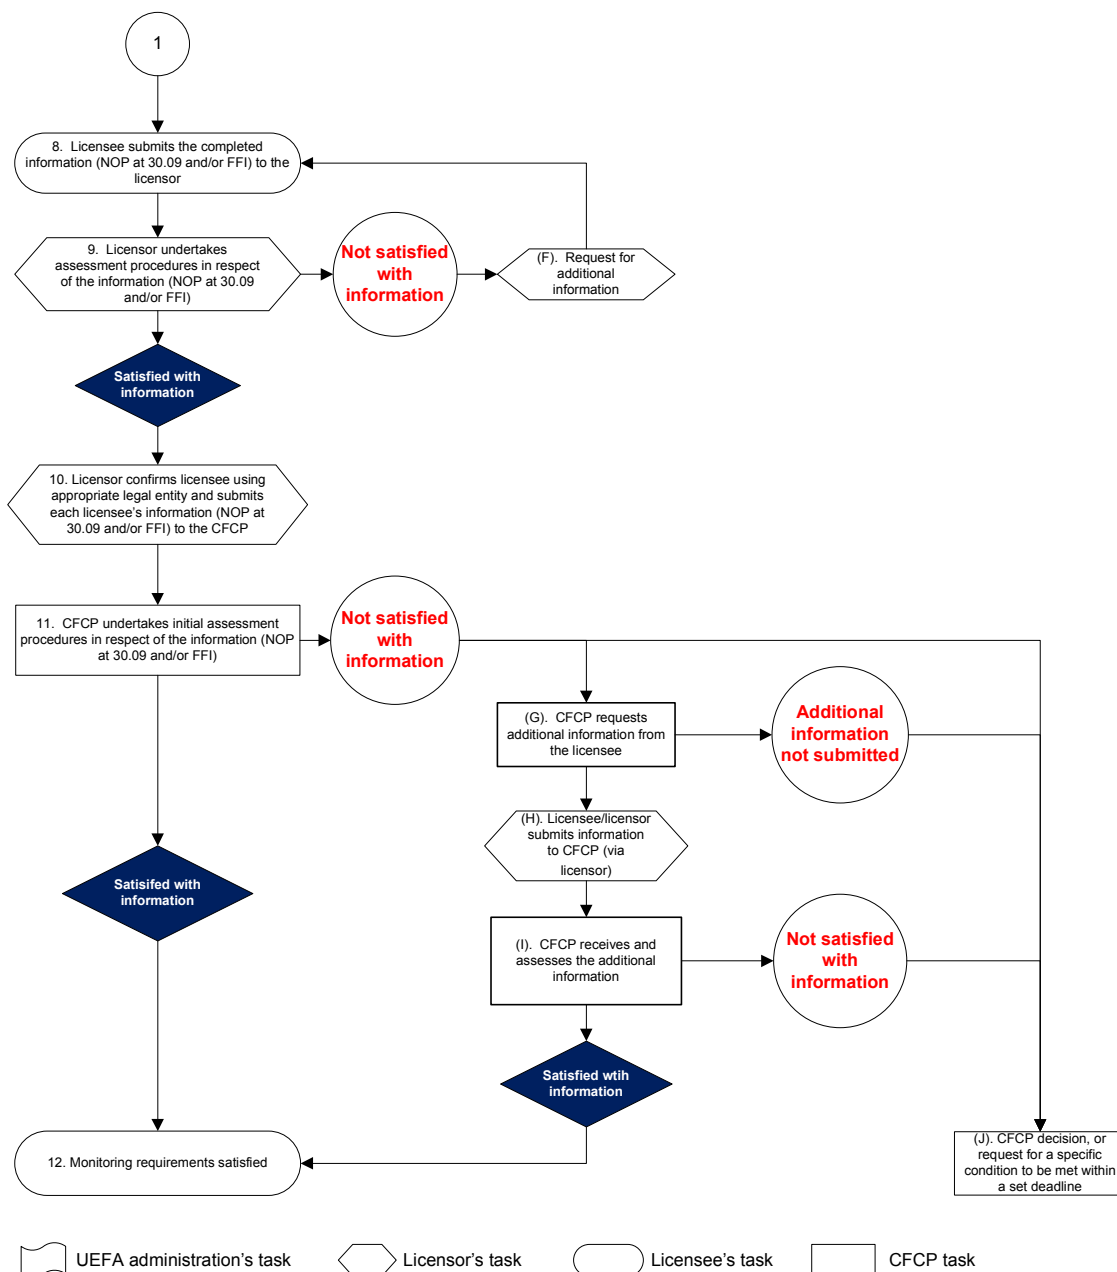 1
8.  Licensee submits the completed
information (NOP at 30.09 and/or FFI) to the
licensor
9.  Licensor undertakes
assessment procedures in respect
of the information (NOP at 30.09
and/or FFI)
Not satisfied
with
information
(F).  Request for
additional
information
Satisfied with
information
10. Licensor confirms licensee using
appropriate legal entity and submits
each licensee’s information (NOP at
30.09 and/or FFI) to the CFCP
11.  CFCP undertakes initial assessment
procedures in respect of the information (NOP
at 30.09 and/or FFI)
Not satisfied
with
information
(G).  CFCP requests
additional information from
the licensee
Additional
information
not submitted
(H). Licensee/licensor
submits information
to CFCP (via
licensor)
Satisifed with
information
(I).  CFCP receives and
assesses the additional
information
Not satisfied
with
information
Satisfied wtih
information
12. Monitoring requirements satisfied
(J). CFCP decision, or
request for a specific
condition to be met within
a set deadline
UEFA administration’s task
Licensor’s task
Licensee’s task
CFCP task